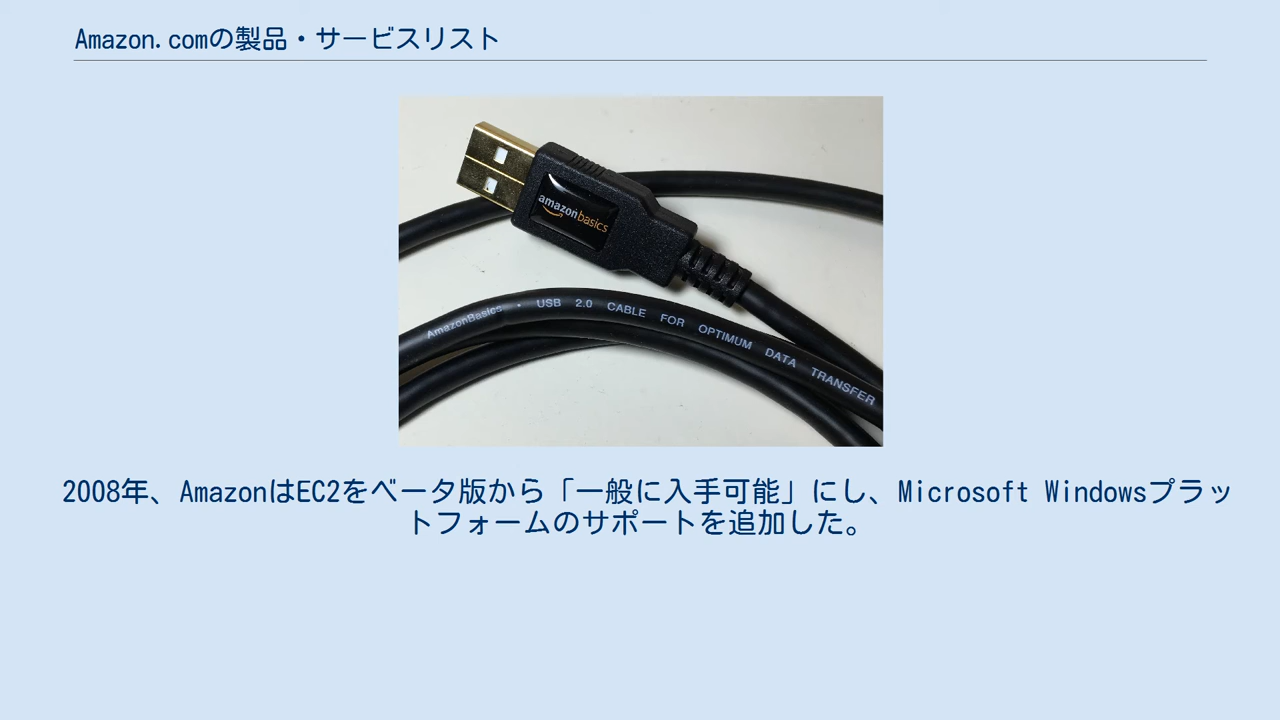 Amazon.comの製品・サービスリスト
amazonbasics
AmazonBasics · USB 2.0 CABLE FOR OPTIMUM DATA TRANSFER
2008年、AmazonはEC2をベータ版から「一般に入手可能」にし、Microsoft Windowsプラッ
トフォームのサポートを追加した。